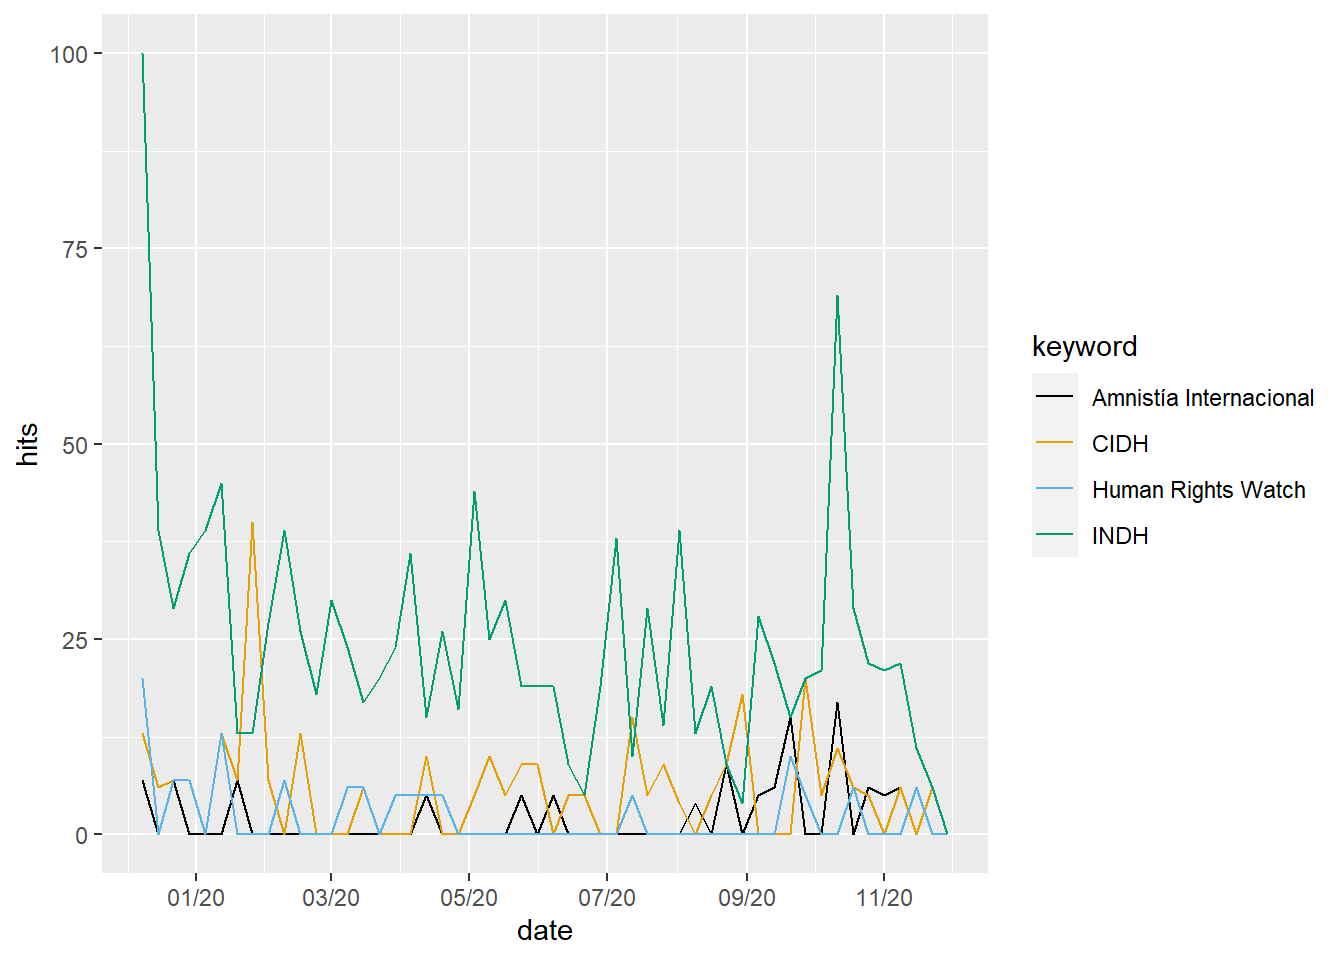 100
75
50
25
0
hits
01/20
03/20
05/20
07/20
09/20
11/20
date
keyword
Amnistía Internacional
CIDH
Human Rights Watch
INDH